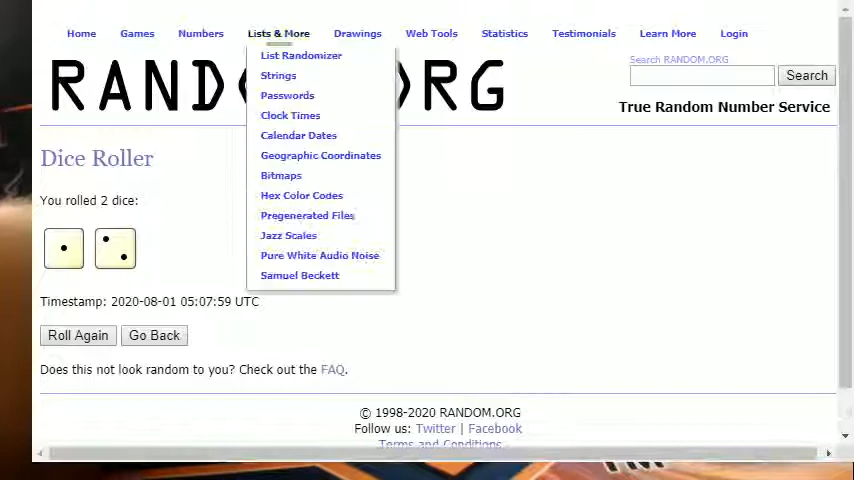 Home Games Numbers Lists & More Drawings Web Tools Statistics Testimonials Learn More Login
List Randomizer
Strings
Passwords
Clock Times
Calendar Dates
Geographic Coordinates
Bitmaps
Hex Color Codes
Pregenerated Files
Jazz Scales
Pure White Audio Noise
Samuel Beckett
Search RANDOM.ORG
Search
True Random Number Service
Dice Roller
You rolled 2 dice:
Timestamp: 2020-08-01 05:07:59 UTC
Roll Again Go Back
Does this not look random to you? Check out the FAQ.
© 1998-2020 RANDOM.ORG
Follow us: Twitter | Facebook
Terms and Conditions